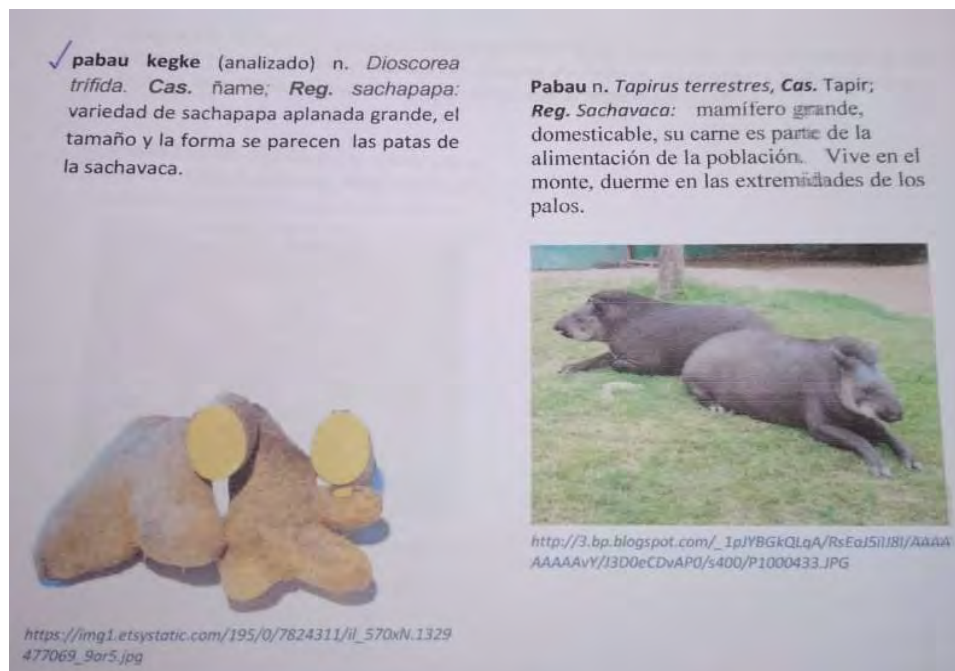 pabau kegke (analizado) n. Dioscorea
trífida. Cas. ñame; Reg. sachapapa:
variedad de sachapapa aplanada grande, el
tamaño y la forma se parecen las patas de
la sachavaca.
https://img1.etsystatic.com/195/0/7824311/il_570xN.1329
477069_9or5.jpg
Pabau n. Tapirus terrestres, Cas. Tapir;
Reg. Sachavaca: mamífero grande,
domesticable, su carne es parte de la
alimentación de la población. Vive en el
monte, duerme en las extremidades de los
palos.
http://3.bp.blogspot.com/_1pJYBGkQLqA/RsEaJ5iIJ8I/AAAA
AAAAAvY/J3D0eCDvAP0/s400/P1000433.JPG